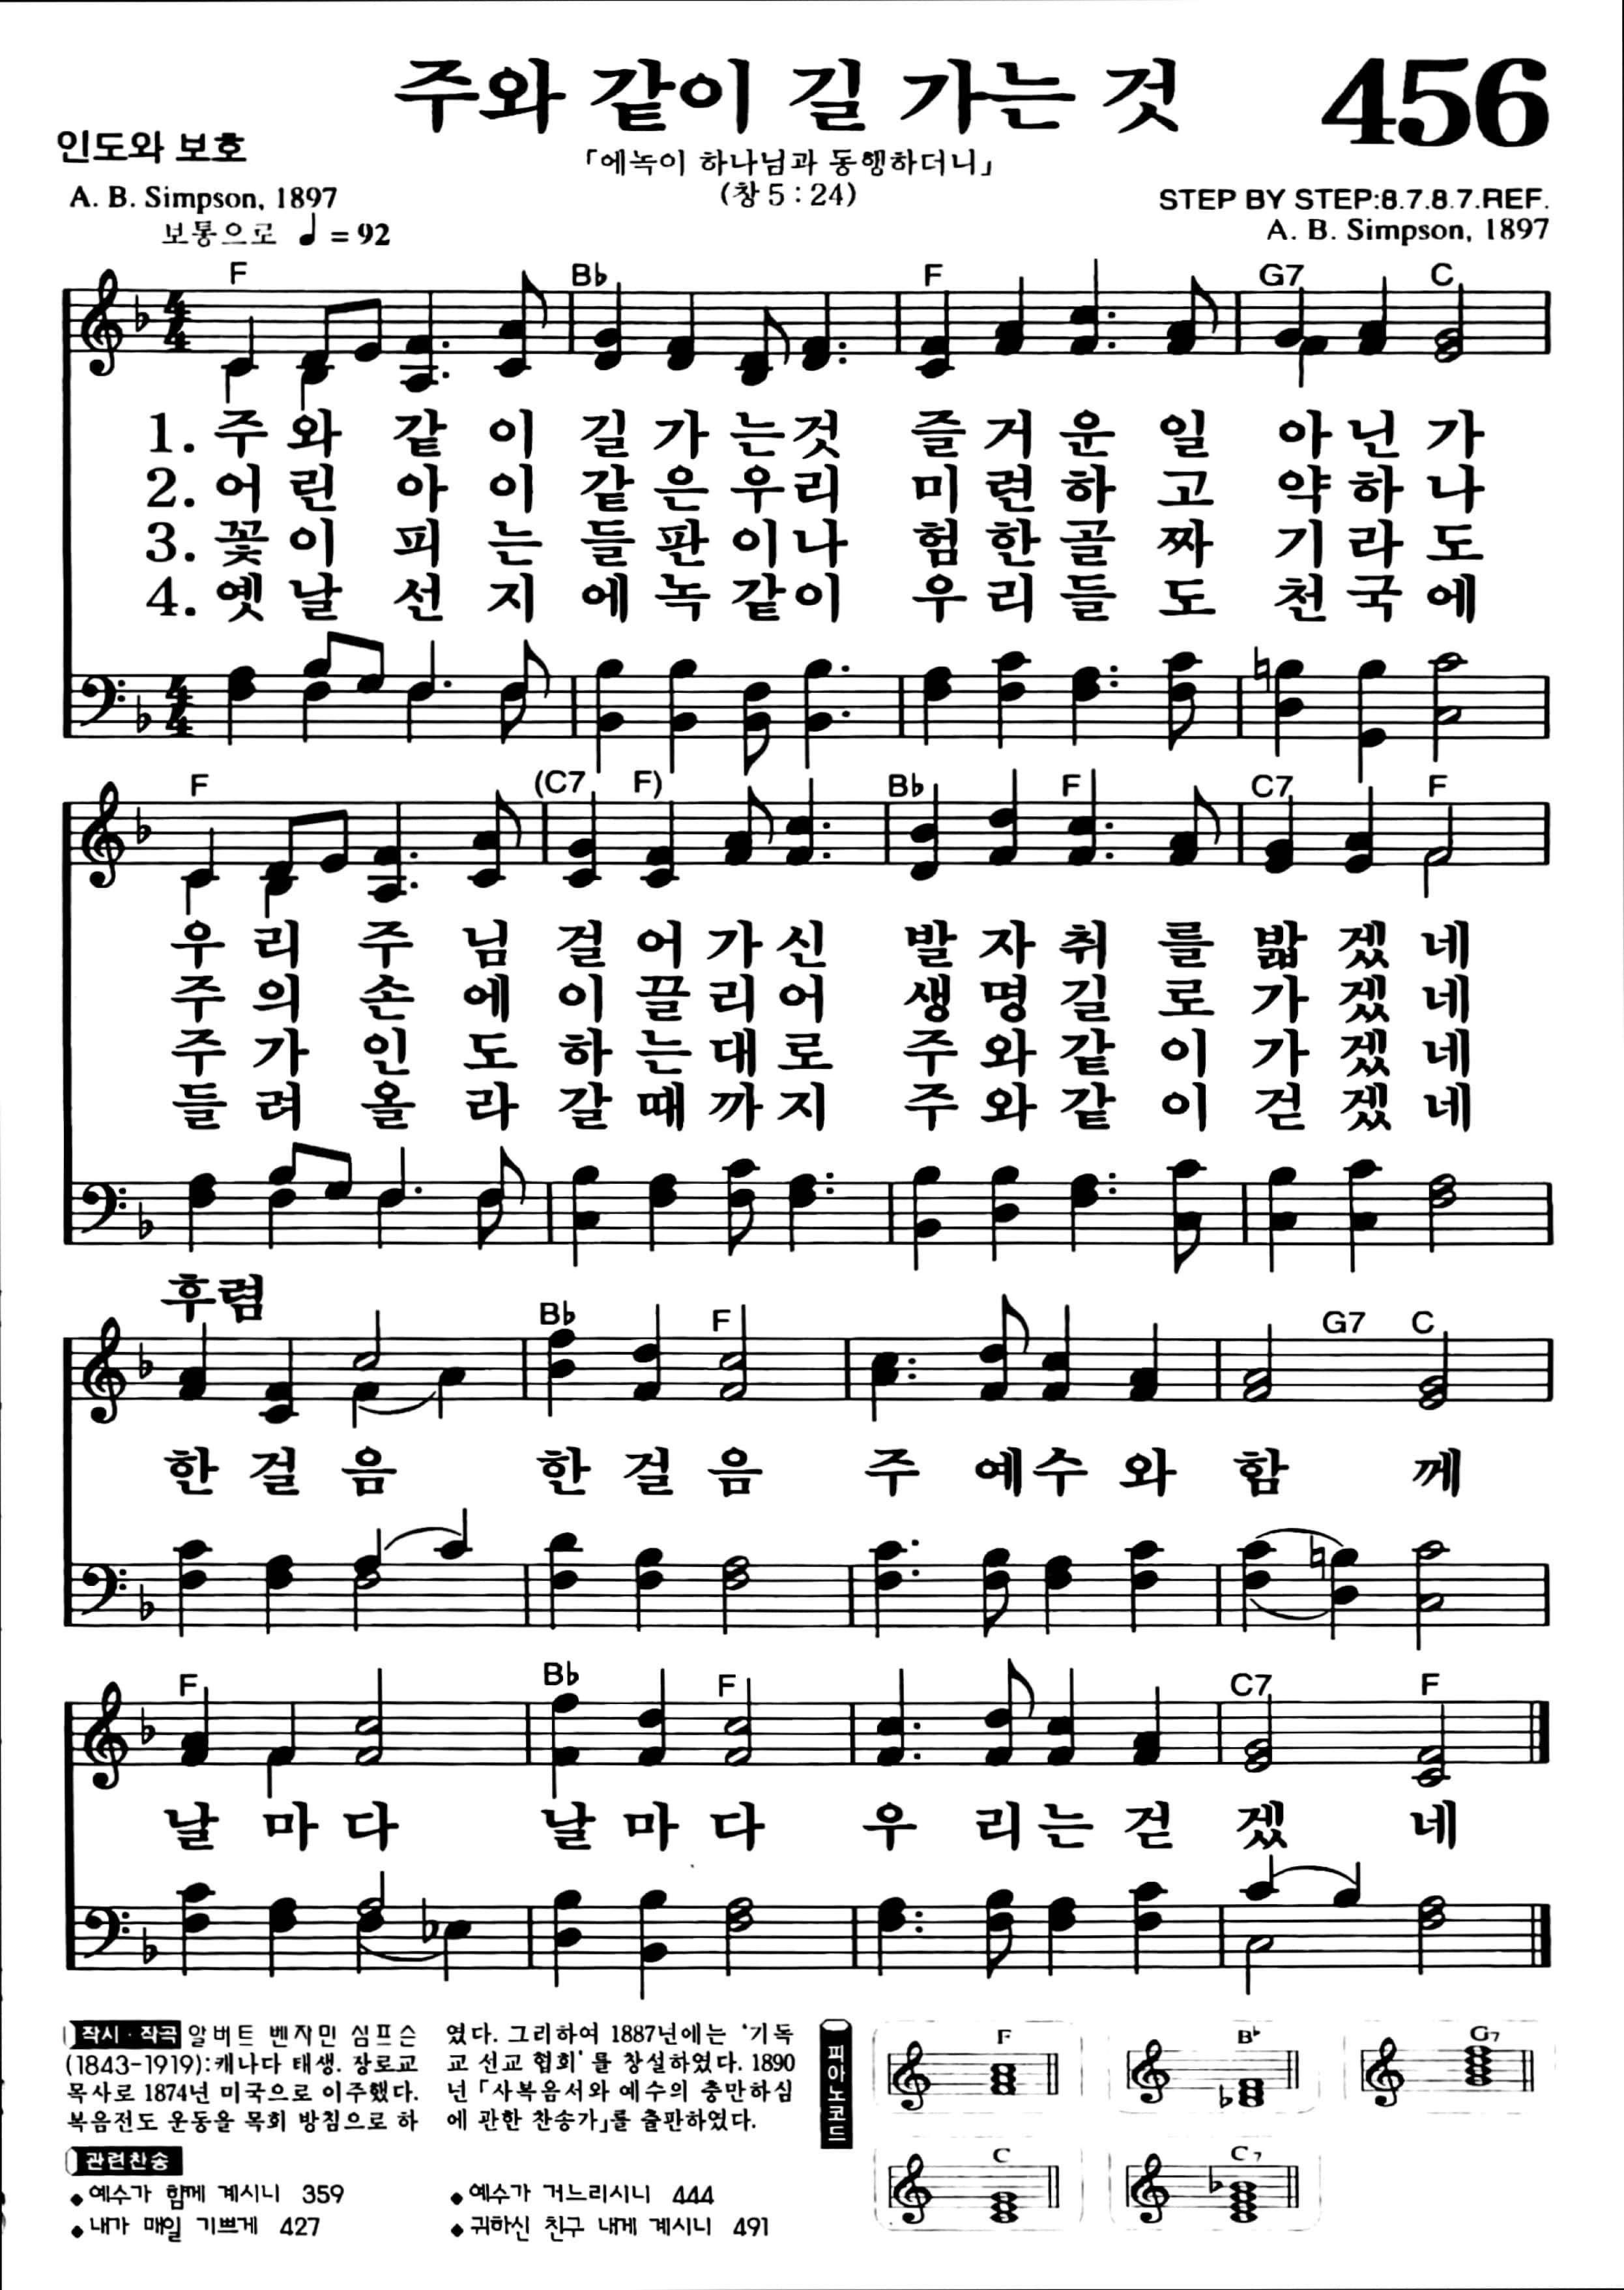 주와 같이 길 가는 것 456
인도와 보호
「에녹이 하나님과 동행하더니」
(창 5 : 24)
A. B. Simpson, 1897
STEP BY STEP:8.7.8.7.REF.
보통으로 ♩ = 92
A. B. Simpson, 1897
F B♭ F G7 C
1. 주 와 같 이 길 가 는 것 즐 거 운 일 아 닌 가
2. 어 린 아 이 같 은 우 리 미 련 하 고 약 하 나
3. 꽃 이 피 는 들 판 이 나 험 한 골 짜 기 라 도
4. 옛 날 선 지 에 녹 같 이 우 리 들 도 천 국 에
F (C7 F) B♭ F C7 F
우 리 주 님 걸 어 가 신 발 자 취 를 밟 겠 네
주 의 손 에 이 끌 리 어 생 명 길 로 가 겠 네
주 가 인 도 하 는 대 로 주 와 같 이 가 겠 네
들 려 올 라 갈 때 까 지 주 와 같 이 걷 겠 네
후렴
B♭ F G7 C
한 걸 음 한 걸 음 주 예 수 와 함 께
F B♭ F C7 F
날 마 다 날 마 다 우 리 는 걷 겠 네
작시 · 작곡 알버트 벤자민 심프슨
(1843-1919):캐나다 태생. 장로교
목사로 1874년 미국으로 이주했다.
복음전도 운동을 목회 방침으로 하
였다. 그리하여 1887년에는 '기독
교 선교 협회'를 창설하였다. 1890
년 「사복음서와 예수의 충만하심
에 관한 찬송가」를 출판하였다.
관련찬송
◆예수가 함께 계시니 359
◆내가 매일 기쁘게 427
◆예수가 거느리시니 444
◆귀하신 친구 내게 계시니 491
피아노코드
F B♭ G7
C C7